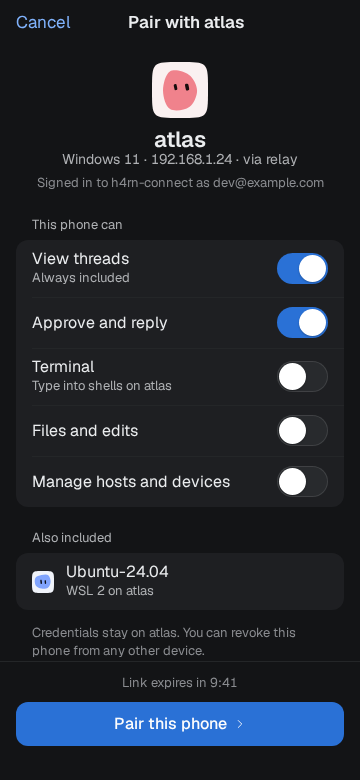 Cancel
Pair with atlas
atlas
Windows 11 · 192.168.1.24 · via relay
Signed in to h4rn-connect as dev@example.com
This phone can
View threads
Always included
Approve and reply
Terminal
Type into shells on atlas
Files and edits
Manage hosts and devices
Also included
Ubuntu-24.04
WSL 2 on atlas
Credentials stay on atlas. You can revoke this
phone from any other device.
Link expires in 9:41
Pair this phone